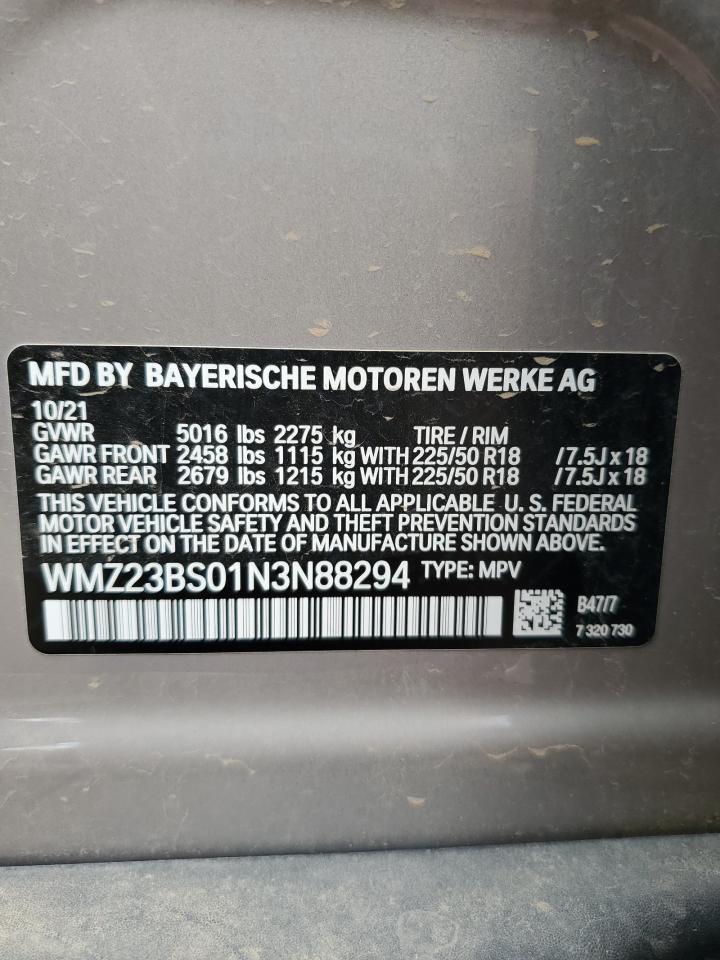 MFD BY BAYERISCHE MOTOREN WERKE AG
10/21
GVWR 5016 lbs 2275 kg TIRE / RIM
GAWR FRONT 2458 lbs 1115 kg WITH 225/50 R18 /7.5J x 18
GAWR REAR 2679 lbs 1215 kg WITH 225/50 R18 /7.5J x 18
THIS VEHICLE CONFORMS TO ALL APPLICABLE U. S. FEDERAL
MOTOR VEHICLE SAFETY AND THEFT PREVENTION STANDARDS
IN EFFECT ON THE DATE OF MANUFACTURE SHOWN ABOVE.
WMZ23BS01N3N88294 TYPE: MPV
B47/7
7 320 730